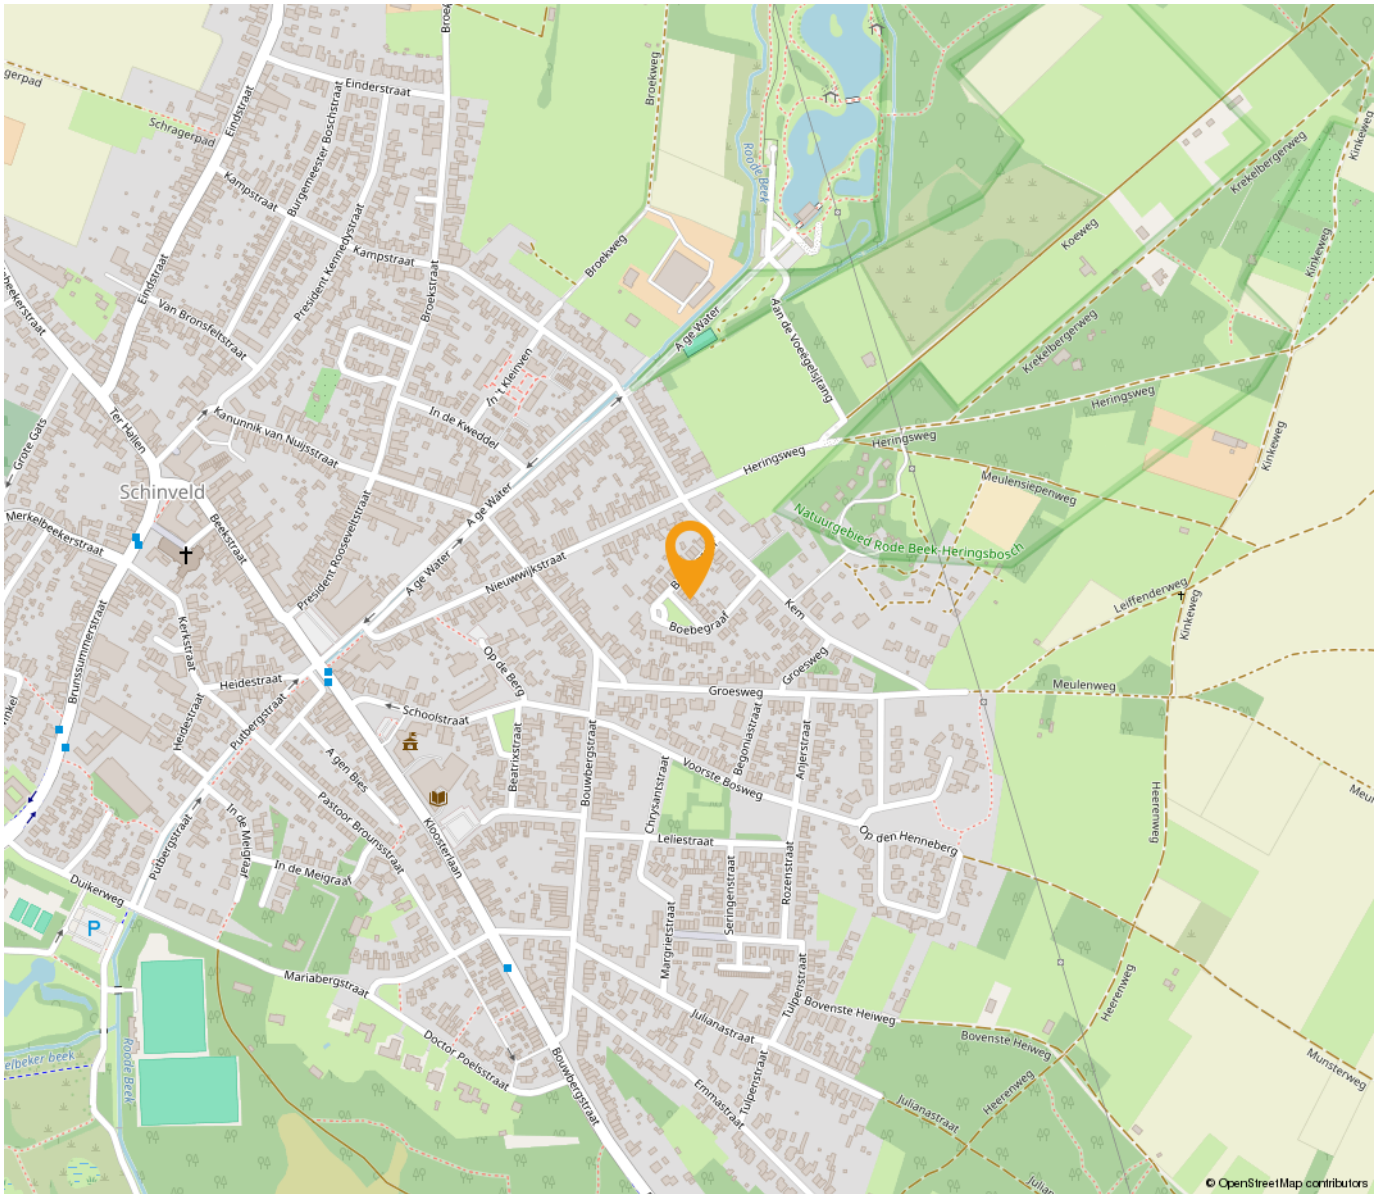 Broe
Einderstraat
gerpad
Schragerpad
Eindstraat
Burgemeester Boschstraat
Broekweg
Kinkeweg
Krekelbergerweg
Roode Beek
Kampstraat
President Kennedystraat
Kampstraat
Broekweg
Koeweg
Kinkeweg
Eindstraat
Broekstraat
beekerstraat
Van Bronsfeltstraat
A ge Water
Aan de Voeëgelsjtang
Krekelbergerweg
In 't Kleinven
Heringsweg
Ter Hallen
Kanunnik van Nuijsstraat
In de Kweddel
Grote Gats
Heringsweg
Heringsweg
Kinkeweg
Schinveld
Meulensiepenweg
Merkelbeekerstraat
Beekstraat
President Rooseveltstraat
A ge Water
Natuurgebied Rode Beek-Heringsbosch
A ge Water
Nieuwwijkstraat
B
Kem
Leiffenderweg
Kinkeweg
Boebegraaf
Kerkstraat
Brunssummerstraat
Op de Berg
Groesweg
Heidestraat
Groesweg
Meulenweg
Heidestraat
Putbergstraat
Schoolstraat
Begoniastraat
Anjerstraat
A gen Bies
Beatrixstraat
Bouwbergstraat
Voorste Bosweg
Chrysantstraat
Heerenweg
Meu
Putbergstraat
In de Meigraaf
Pastoor Brounsstraat
Kloosterlaan
Leliestraat
Op den Henneberg
In de Meigraaf
Duikerweg
Seringenstraat
Rozenstraat
P
Margrietstraat
Mariabergstraat
Tulpenstraat
Bovenste Heiweg
Heerenweg
Julianastraat
Bovenste Heiweg
Roode Beek
elbeker beek
Doctor Poelsstraat
Bouwbergstraat
Emmastraat
Tulpenstraat
Heerenweg
Munsterweg
Julianastraat
© OpenStreetMap contributors